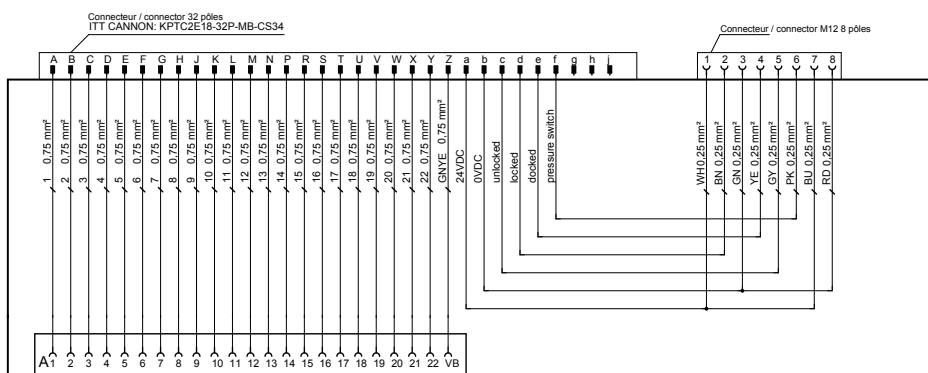 Connecteur / connector 32 pôles
ITT CANNON: KPTC2E18-32P-MB-CS34
Connecteur / connector M12 8 pôles
A B C D E F G H J K L M N P R S T U V W X Y Z a b c d e f g h j
1 2 3 4 5 6 7 8
1 0,75 mm²
2 0,75 mm²
3 0,75 mm²
4 0,75 mm²
5 0,75 mm²
6 0,75 mm²
7 0,75 mm²
8 0,75 mm²
9 0,75 mm²
10 0,75 mm²
11 0,75 mm²
12 0,75 mm²
13 0,75 mm²
14 0,75 mm²
15 0,75 mm²
16 0,75 mm²
17 0,75 mm²
18 0,75 mm²
19 0,75 mm²
20 0,75 mm²
21 0,75 mm²
22 0,75 mm²
GNYE 0,75 mm²
24VDC
0VDC
unlocked
locked
docked
pressure switch
WH 0,25 mm²
BN 0,25 mm²
GN 0,25 mm²
YE 0,25 mm²
GY 0,25 mm²
PK 0,25 mm²
BU 0,25 mm²
RD 0,25 mm²
A 1 2 3 4 5 6 7 8 9 10 11 12 13 14 15 16 17 18 19 20 21 22 VB